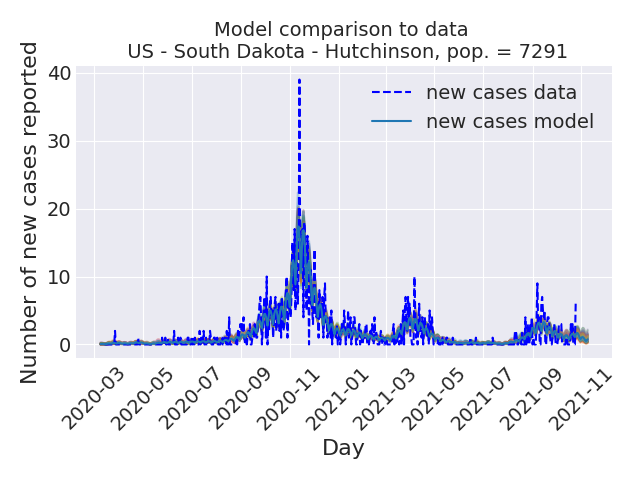 Model comparison to data
US - South Dakota - Hutchinson, pop. = 7291
Number of new cases reported
40
30
20
10
0
new cases data
new cases model
2020-03
2020-05
2020-07
2020-09
2020-11
2021-01
2021-03
2021-05
2021-07
2021-09
2021-11
Day